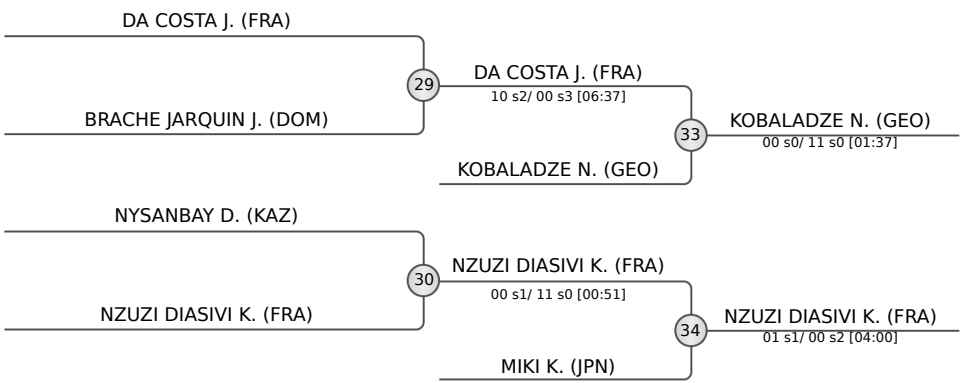 DA COSTA J. (FRA)
29
BRACHE JARQUIN J. (DOM)
DA COSTA J. (FRA)
10 s2/ 00 s3 [06:37]
33
KOBALADZE N. (GEO)
KOBALADZE N. (GEO)
00 s0/ 11 s0 [01:37]
NYSANBAY D. (KAZ)
30
NZUZI DIASIVI K. (FRA)
NZUZI DIASIVI K. (FRA)
00 s1/ 11 s0 [00:51]
34
MIKI K. (JPN)
NZUZI DIASIVI K. (FRA)
01 s1/ 00 s2 [04:00]